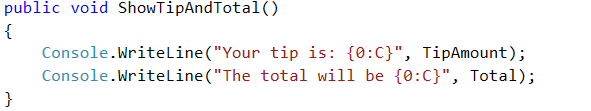 public void ShowTipAndTotal()
{
    Console.WriteLine("Your tip is: {0:C}", TipAmount);
    Console.WriteLine("The total will be {0:C}", Total);
}